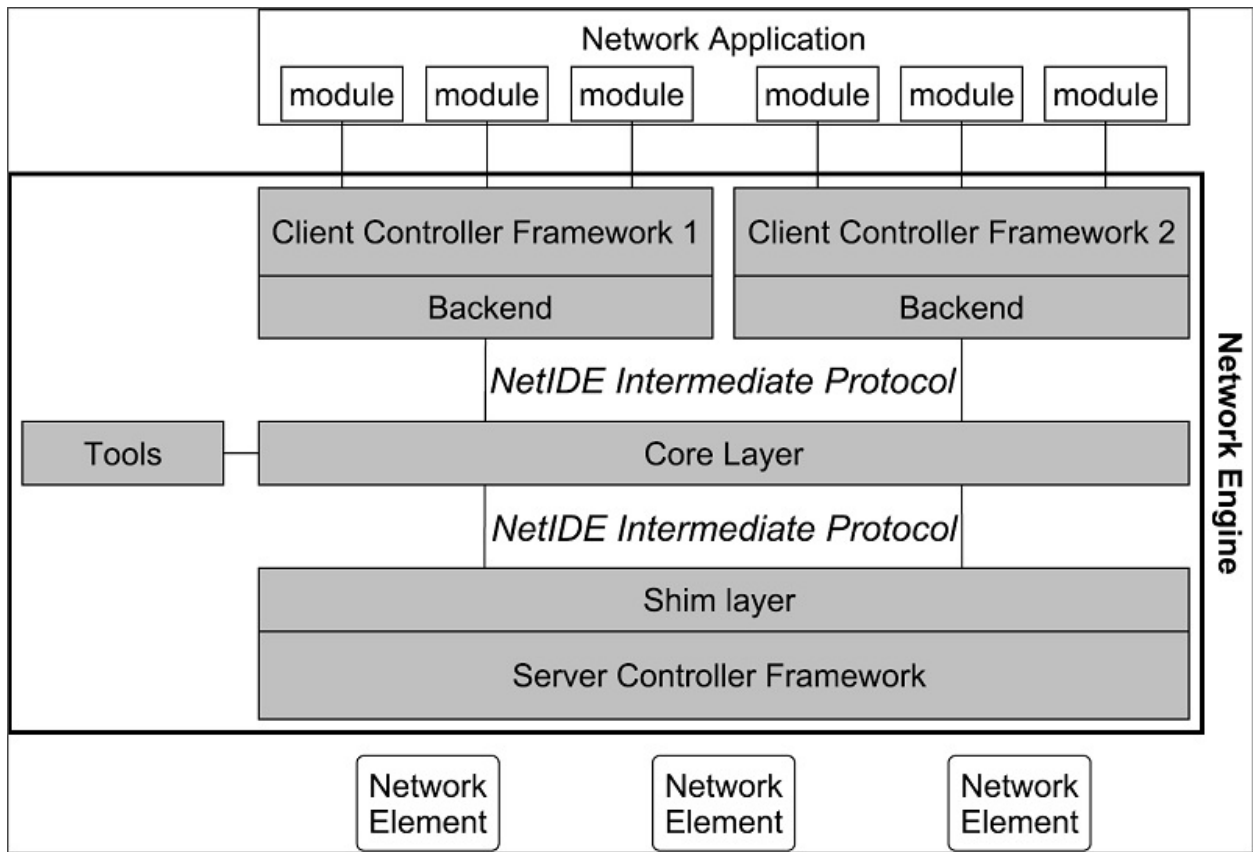 Network Application
module module module module module module
Client Controller Framework 1 Client Controller Framework 2
Backend Backend
NetIDE Intermediate Protocol
Tools Core Layer
NetIDE Intermediate Protocol
Shim layer
Server Controller Framework
Network Engine
Network Network Network
Element Element Element